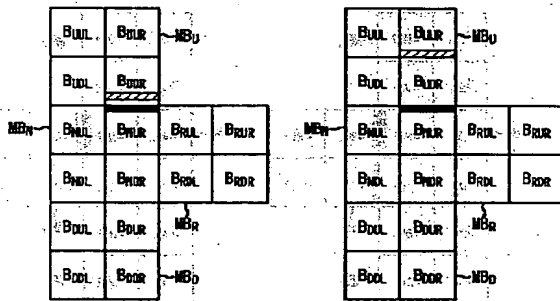 BUUL BUUR MBU
BUDL BDDR
MBN BNUL BNUR BRUL BRUR
BNDL BNDR BRDL BRDR
MBR
BDUL BDUR
BDDL BDDR MBD
BUUL BUUR MBU
BUDL BUDR
MBN BNUL BNUR BRDL BRUR
BNDL BNDR BRDL BRDR
MBR
BDUL BDUR
BDDL BDDR MBD